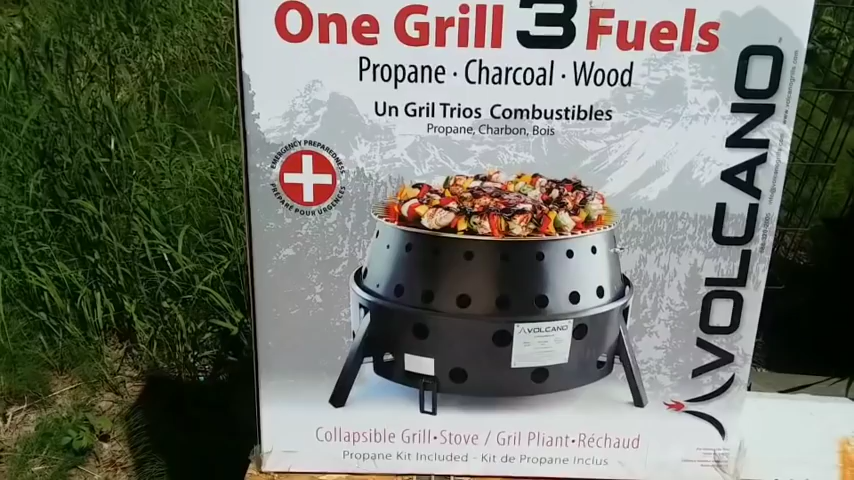 One Grill 3 Fuels
Propane · Charcoal · Wood
Un Gril Trios Combustibles
Propane, Charbon, Bois
EMERGENCY PREPAREDNESS
PRÉPARÉ POUR URGENCES
VOLCANO™
VOLCANO
Collapsible Grill•Stove / Gril Pliant•Réchaud
Propane Kit Included - Kit de Propane Inclus